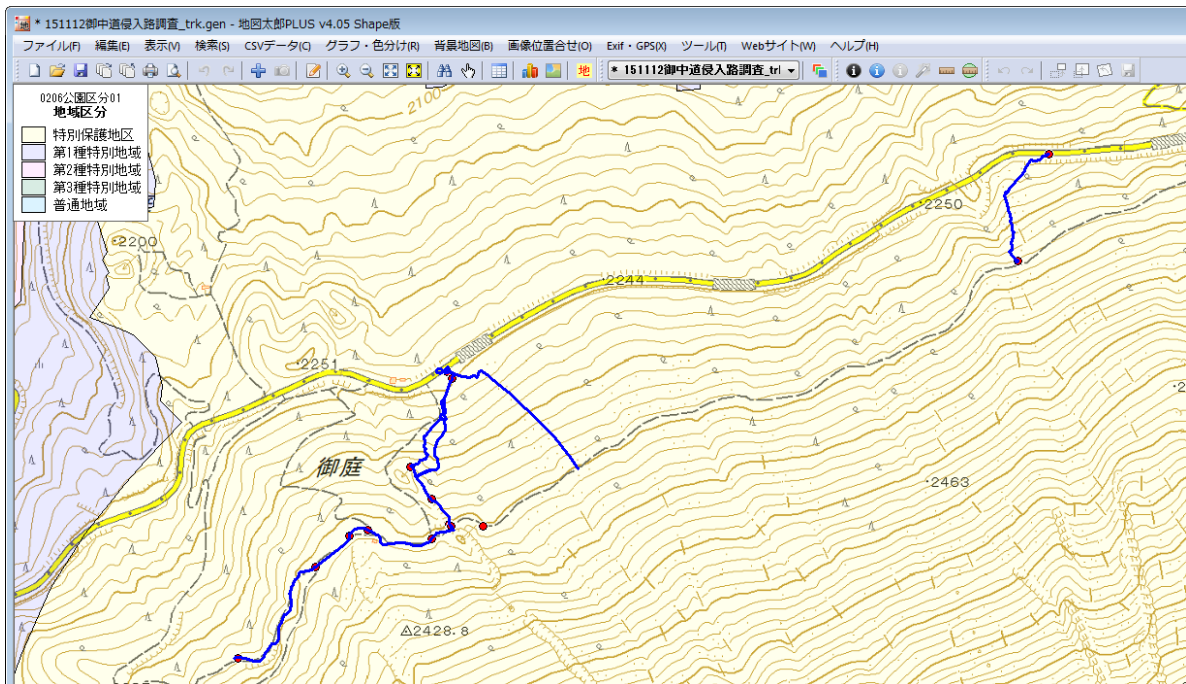 * 151112御中道侵入路調査_trk.gen - 地図太郎PLUS v4.05 Shape版
ファイル(F) 編集(E) 表示(V) 検索(S) CSVデータ(C) グラフ・色分け(R) 背景地図(B) 画像位置合せ(O) Exif・GPS(X) ツール(T) Webサイト(W) ヘルプ(H)
地 * 151112御中道侵入路調査_trl
0206公園区分01
地域区分
特別保護地区
第1種特別地域
第2種特別地域
第3種特別地域
普通地域
2100
2250
2200
2244
2251
御庭
2463
2428.8